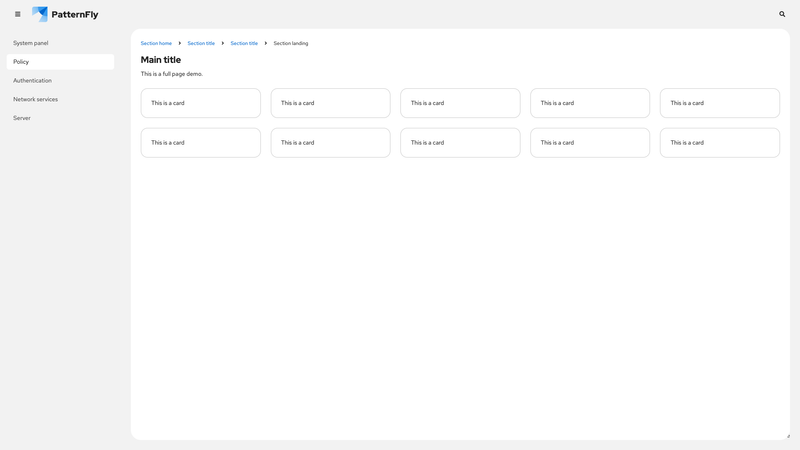 PatternFly
System panel
Policy
Authentication
Network services
Server
Section home Section title Section title Section landing
Main title
This is a full page demo.
This is a card This is a card This is a card This is a card This is a card
This is a card This is a card This is a card This is a card This is a card